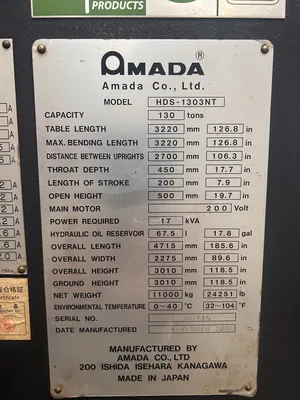 PRODUCTS
AMADA®
Amada Co., Ltd.
MODEL HDS-1303NT
CAPACITY 130 tons
TABLE LENGTH 3220 mm 126.8 in
MAX. BENDING LENGTH 3220 mm 126.8 in
DISTANCE BETWEEN UPRIGHTS 2700 mm 106.3 in
THROAT DEPTH 450 mm 17.7 in
LENGTH OF STROKE 200 mm 7.9 in
OPEN HEIGHT 500 mm 19.7 in
MAIN MOTOR 200 Volt
POWER REQUIRED 17 kVA
HYDRAULIC OIL RESERVOIR 67.5 l 17.8 gal
OVERALL LENGTH 4715 mm 185.6 in
OVERALL WIDTH 2275 mm 89.6 in
OVERALL HEIGHT 3010 mm 118.5 in
GROUND HEIGHT 3010 mm 118.5 in
NET WEIGHT 11000 kg 24251 lb
ENVIRONMENTAL TEMPERATURE 0~40 °C 32~104 °F
SERIAL NO.
DATE MANUFACTURED NOVEMBER
MANUFACTURED BY
AMADA CO., LTD
200 ISHIDA ISEHARA KANAGAWA
MADE IN JAPAN